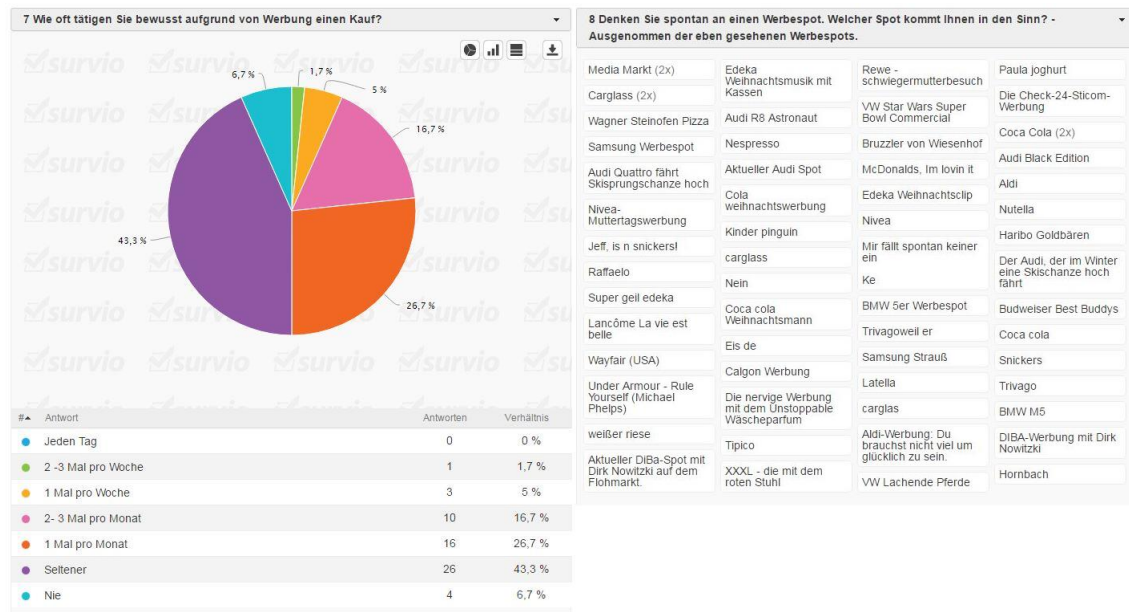 7 Wie oft tätigen Sie bewusst aufgrund von Werbung einen Kauf?
survio survio survio survio
6,7 %
1,7 %
5 %
16,7 %
43,3 %
26,7 %
#
Antwort
Antworten
Verhältnis
Jeden Tag
0
0 %
2 -3 Mal pro Woche
1
1,7 %
1 Mal pro Woche
3
5 %
2- 3 Mal pro Monat
10
16,7 %
1 Mal pro Monat
16
26,7 %
Seltener
26
43,3 %
Nie
4
6,7 %
8 Denken Sie spontan an einen Werbespot. Welcher Spot kommt Ihnen in den Sinn? -
Ausgenommen der eben gesehenen Werbespots.
Media Markt (2x)
Carglass (2x)
Wagner Steinofen Pizza
Samsung Werbespot
Audi Quattro fährt
Skisprungschanze hoch
Nivea-
Muttertagswerbung
Jeff, is n snickers!
Raffaelo
Super geil edeka
Lancôme La vie est
belle
Wayfair (USA)
Under Armour - Rule
Yourself (Michael
Phelps)
weißer riese
Aktueller DiBa-Spot mit
Dirk Nowitzki auf dem
Flohmarkt.
Edeka
Weihnachtsmusik mit
Kassen
Audi R8 Astronaut
Nespresso
Aktueller Audi Spot
Cola
weihnachtswerbung
Kinder pinguin
carglass
Nein
Coca cola
Weihnachtsmann
Eis de
Calgon Werbung
Die nervige Werbung
mit dem Unstoppable
Wäscheparfum
Tipico
XXXL - die mit dem
roten Stuhl
Rewe -
schwiegermutterbesuch
VW Star Wars Super
Bowl Commercial
Bruzzler von Wiesenhof
McDonalds, Im lovin it
Edeka Weihnachtsclip
Nivea
Mir fällt spontan keiner
ein
Ke
BMW 5er Werbespot
Trivagoweil er
Samsung Strauß
Latella
carglas
Aldi-Werbung: Du
brauchst nicht viel um
glücklich zu sein.
VW Lachende Pferde
Paula joghurt
Die Check-24-Sticom-
Werbung
Coca Cola (2x)
Audi Black Edition
Aldi
Nutella
Haribo Goldbären
Der Audi, der im Winter
eine Skischanze hoch
fährt
Budweiser Best Buddys
Coca cola
Snickers
Trivago
BMW M5
DIBA-Werbung mit Dirk
Nowitzki
Hornbach